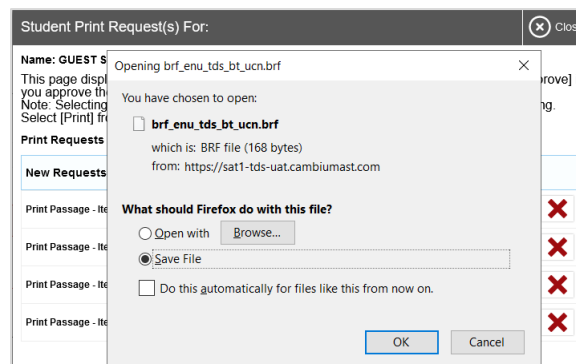 Student Print Request(s) For:
Clos
Name: GUEST S
This page displ
rove]
you approve th
Note: Selecting
ng.
Select [Print] fr
Print Requests
New Requests
Print Passage - Ite
Print Passage - Ite
Print Passage - Ite
Print Passage - Ite
Opening brf_enu_tds_bt_ucn.brf
You have chosen to open:
brf_enu_tds_bt_ucn.brf
which is: BRF file (168 bytes)
from: https://sat1-tds-uat.cambiumast.com
What should Firefox do with this file?
Open with Browse...
Save File
Do this automatically for files like this from now on.
OK Cancel